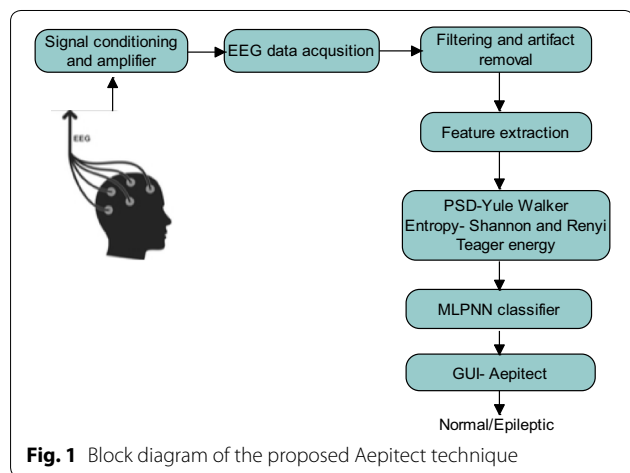 Signal conditioning
and amplifier
EEG data acqusition
Filtering and artifact
removal
EEG
Feature extraction
PSD-Yule Walker
Entropy- Shannon and Renyi
Teager energy
MLPNN classifier
GUI- Aepitect
Normal/Epileptic
Fig. 1 Block diagram of the proposed Aepitect technique